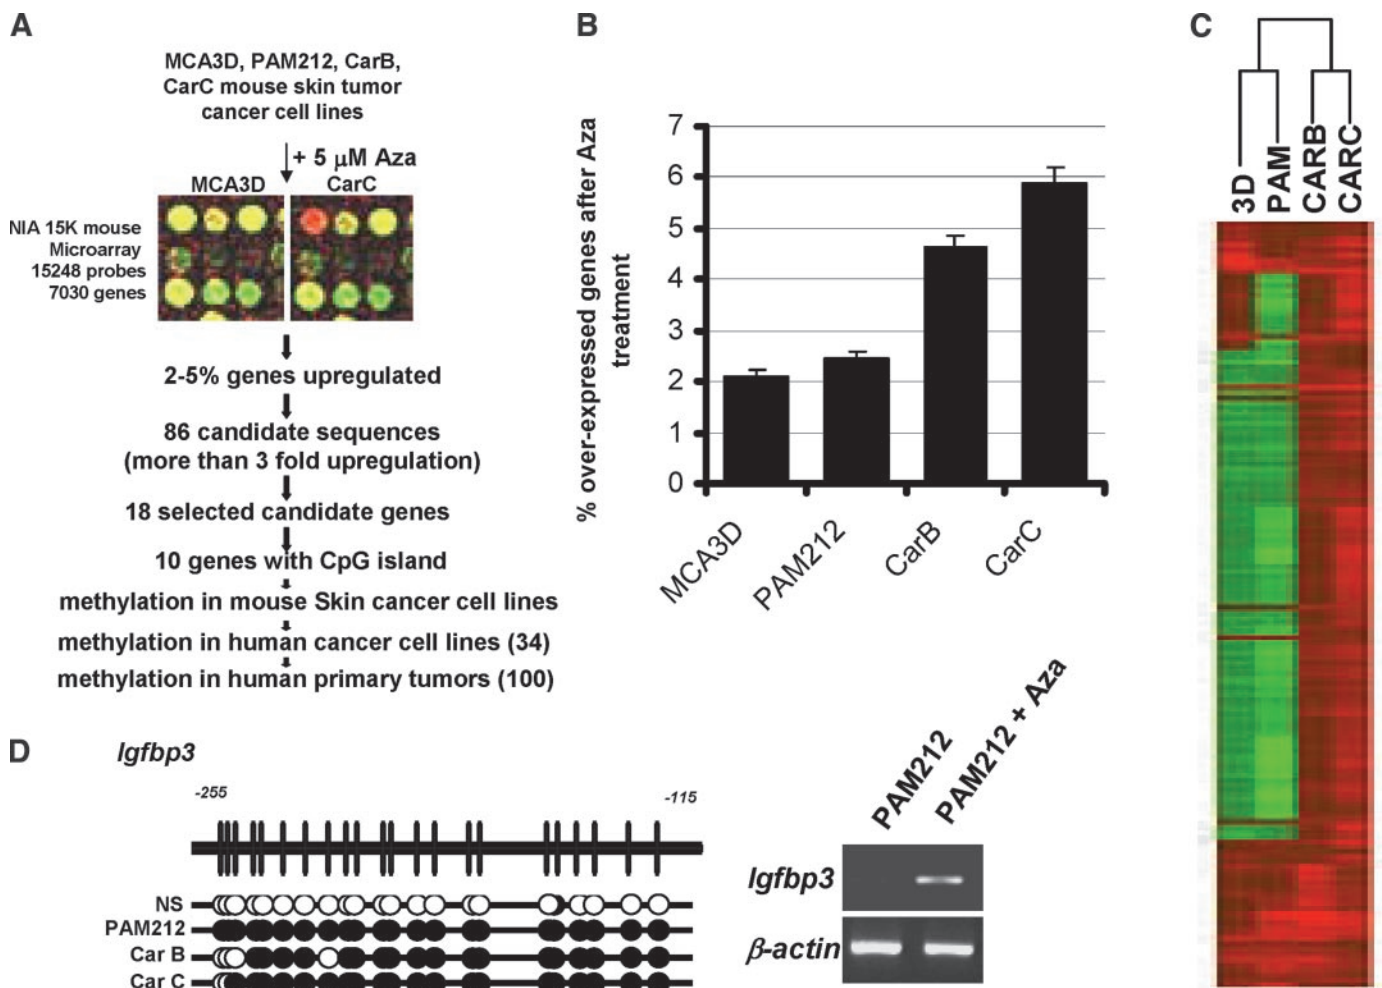 A
MCA3D, PAM212, CarB,
CarC mouse skin tumor
cancer cell lines
+ 5 μM Aza
MCA3D CarC
NIA 15K mouse
Microarray
15248 probes
7030 genes
2-5% genes upregulated
86 candidate sequences
(more than 3 fold upregulation)
18 selected candidate genes
10 genes with CpG island
methylation in mouse Skin cancer cell lines
methylation in human cancer cell lines (34)
methylation in human primary tumors (100)
B
% over-expressed genes after Aza
treatment
7
6
5
4
3
2
1
0
MCA3D
PAM212
CarB
CarC
C
3D
PAM
CARB
CARC
D
Igfbp3
-255
-115
NS
PAM212
Car B
Car C
PAM212
PAM212 + Aza
Igfbp3
β-actin